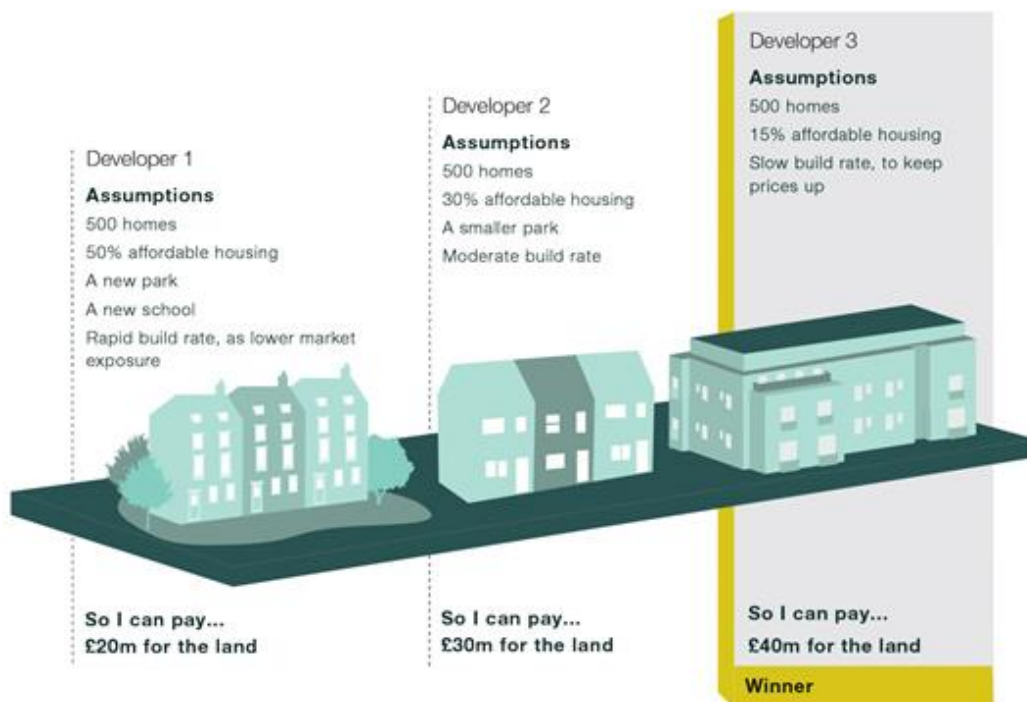 Developer 1
Assumptions
500 homes
50% affordable housing
A new park
A new school
Rapid build rate, as lower market
exposure
So I can pay...
£20m for the land
Developer 2
Assumptions
500 homes
30% affordable housing
A smaller park
Moderate build rate
So I can pay...
£30m for the land
Developer 3
Assumptions
500 homes
15% affordable housing
Slow build rate, to keep
prices up
So I can pay...
£40m for the land
Winner